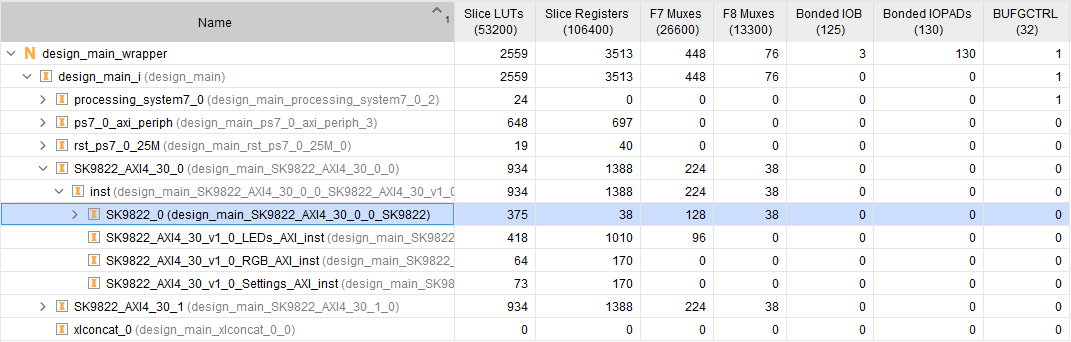 Name 1 Slice LUTs (53200) Slice Registers (106400) F7 Muxes (26600) F8 Muxes (13300) Bonded IOB (125) Bonded IOPADs (130) BUFGCTRL (32)
N design_main_wrapper 2559 3513 448 76 3 130 1
I design_main_i (design_main) 2559 3513 448 76 0 0 1
I processing_system7_0 (design_main_processing_system7_0_2) 24 0 0 0 0 0 1
I ps7_0_axi_periph (design_main_ps7_0_axi_periph_3) 648 697 0 0 0 0 0
I rst_ps7_0_25M (design_main_rst_ps7_0_25M_0) 19 40 0 0 0 0 0
I SK9822_AXI4_30_0 (design_main_SK9822_AXI4_30_0_0) 934 1388 224 38 0 0 0
I inst (design_main_SK9822_AXI4_30_0_0_SK9822_AXI4_30_v1_0 934 1388 224 38 0 0 0
I SK9822_0 (design_main_SK9822_AXI4_30_0_0_SK9822) 375 38 128 38 0 0 0
I SK9822_AXI4_30_v1_0_LEDs_AXI_inst (design_main_SK9822 418 1010 96 0 0 0 0
I SK9822_AXI4_30_v1_0_RGB_AXI_inst (design_main_SK9822_ 64 170 0 0 0 0 0
I SK9822_AXI4_30_v1_0_Settings_AXI_inst (design_main_SK98 73 170 0 0 0 0 0
I SK9822_AXI4_30_1 (design_main_SK9822_AXI4_30_1_0) 934 1388 224 38 0 0 0
I xlconcat_0 (design_main_xlconcat_0_0) 0 0 0 0 0 0 0